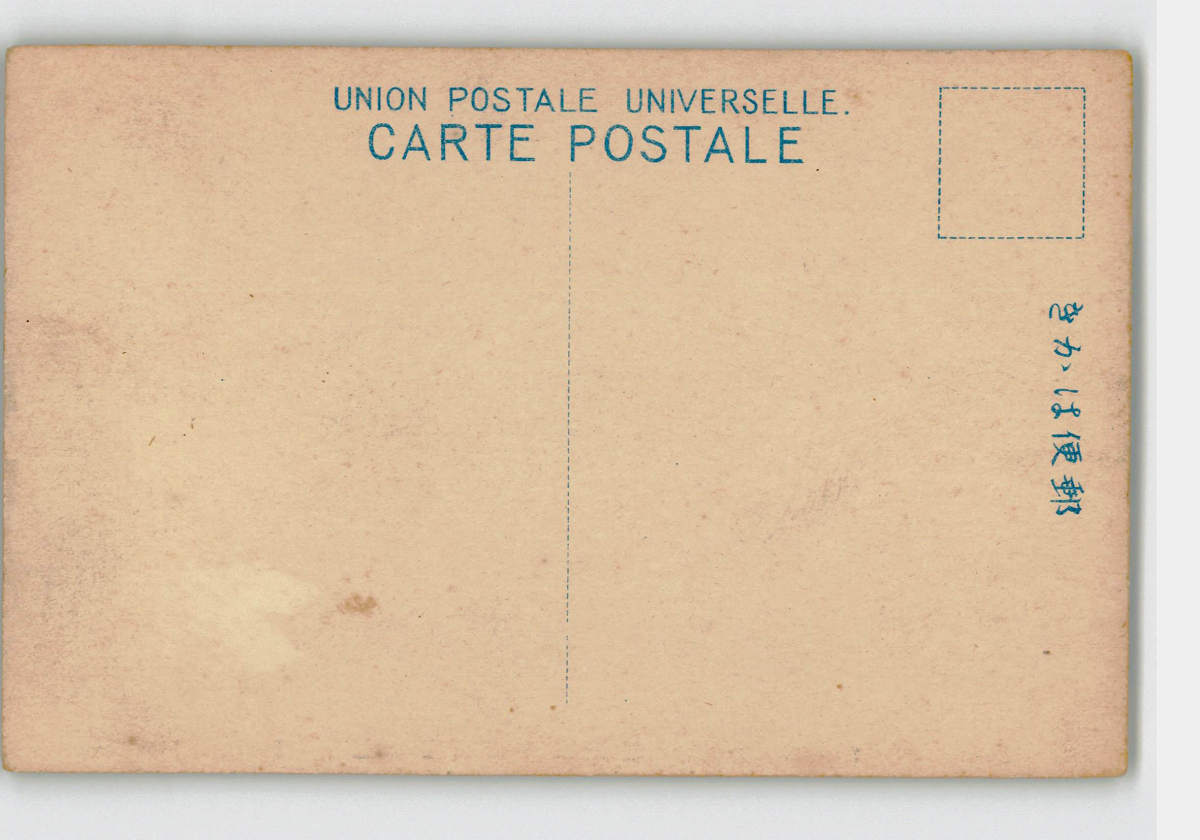 UNION POSTALE UNIVERSELLE.
CARTE POSTALE
郵便はかき